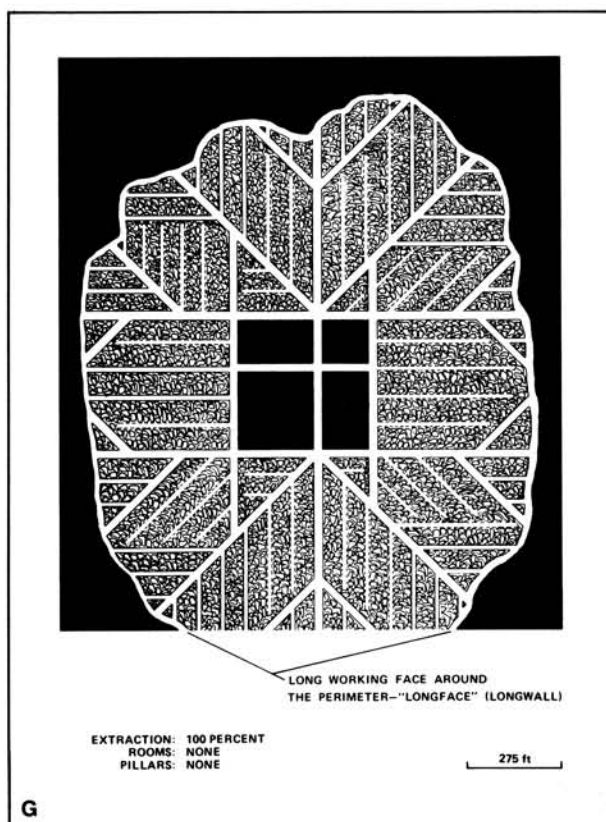 LONG WORKING FACE AROUND
THE PERIMETER–"LONGFACE" (LONGWALL)
EXTRACTION: 100 PERCENT
ROOMS: NONE
PILLARS: NONE
275 ft
G